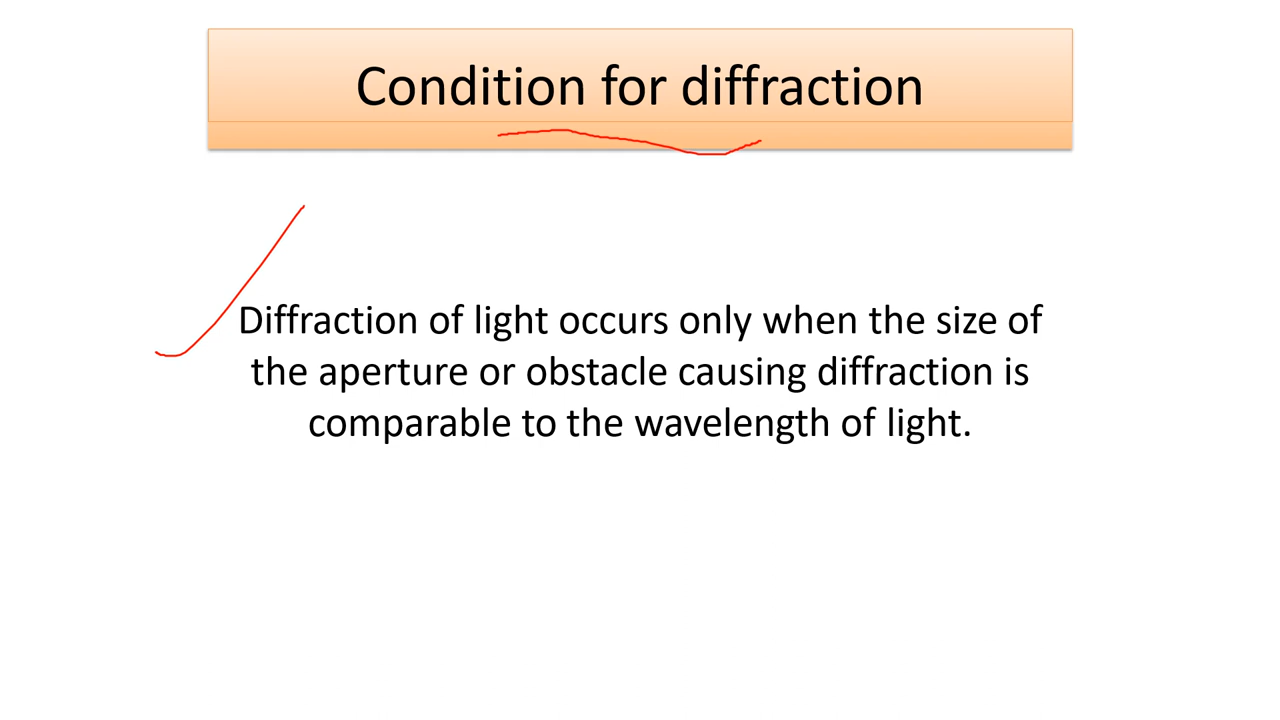 Condition for diffraction
Diffraction of light occurs only when the size of
the aperture or obstacle causing diffraction is
comparable to the wavelength of light.